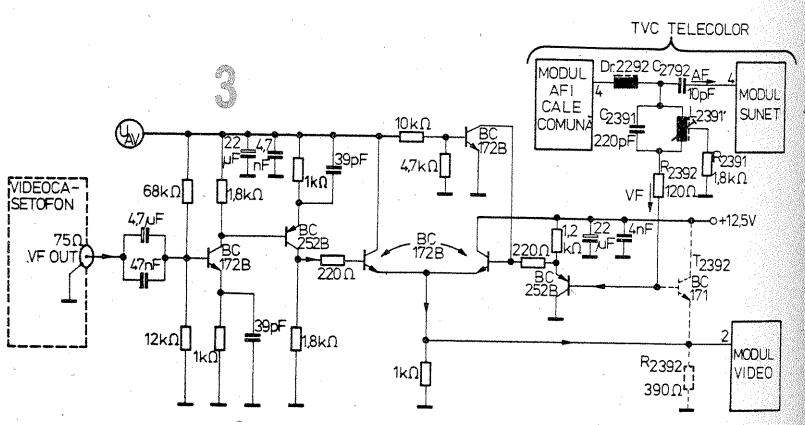 TVC TELECOLOR
3
MODUL
AFI
CALE
COMUNĂ
4
Dr.2292
C2792
AF
10pF
4
MODUL
SUNET
C2391
220pF
L2391'
R2391
1,8kΩ
R2392
120Ω
VF
UAV
10kΩ
BC
172B
4,7kΩ
22
µF
4,7
nF
39pF
1kΩ
68kΩ
1,8kΩ
VIDEOCA-
SETOFON
75Ω
VF OUT
4,7µF
47nF
BC
172B
BC
252B
220Ω
BC
172B
220Ω
1,2
kΩ
22
µF
4nF
+12,5V
BC
252B
T2392
BC
171
12kΩ
1kΩ
39pF
1,8kΩ
1kΩ
R2392
390Ω
2
MODUL
VIDEO